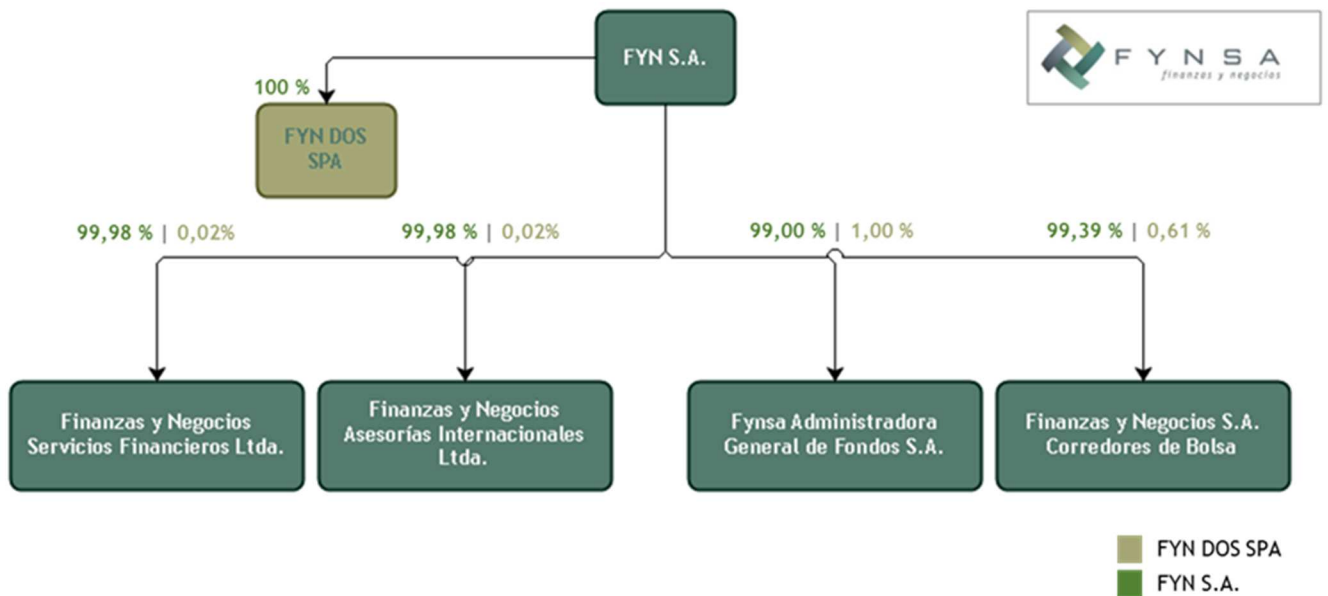 FYN S.A.
FYNSA
finanzas y negocios
100 %
FYN DOS
SPA
99,98 % | 0,02%
99,98 % | 0,02%
99,00 % | 1,00 %
99,39 % | 0,61 %
Finanzas y Negocios
Servicios Financieros Ltda.
Finanzas y Negocios
Asesorías Internacionales
Ltda.
Fynsa Administradora
General de Fondos S.A.
Finanzas y Negocios S.A.
Corredores de Bolsa
FYN DOS SPA
FYN S.A.